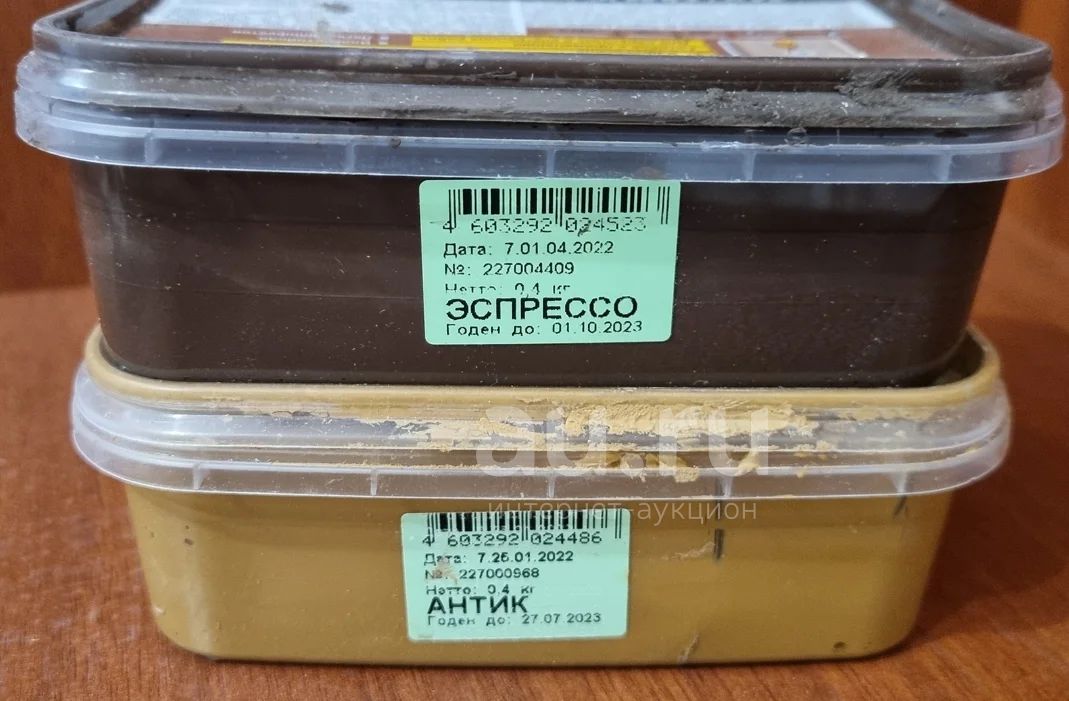 4 603292 024523
Дата: 7.01.04.2022
№: 227004409
Нетто: 0,4 кг
ЭСПРЕССО
Годен до: 01.10.2023
au.ru
интернет-аукцион
4 603292 024486
Дата: 7.25.01.2022
№: 227000968
Нетто: 0,4 кг
АНТИК
Годен до: 27.07.2023